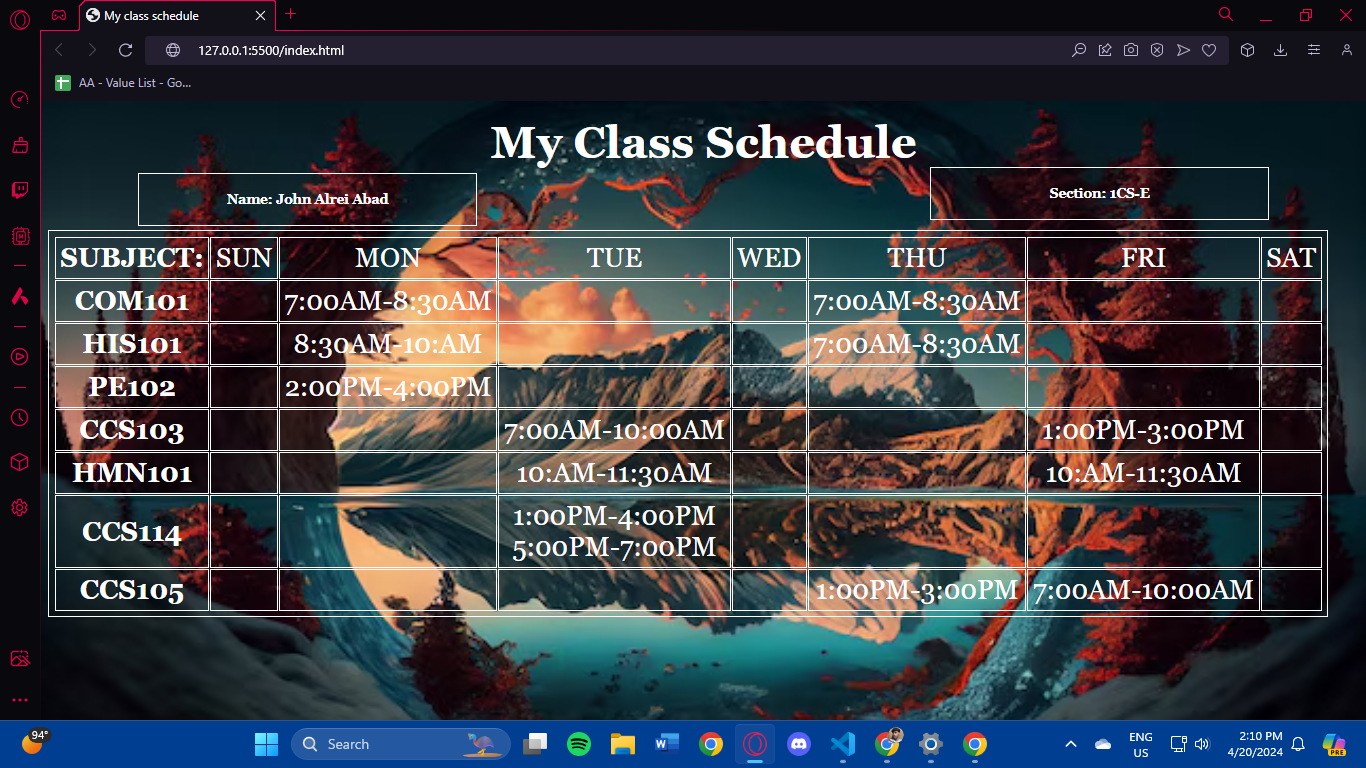 My class schedule
127.0.0.1:5500/index.html
AA - Value List - Go...
My Class Schedule
Name: John Alrei Abad
Section: 1CS-E
SUBJECT: SUN MON TUE WED THU FRI SAT
COM101 7:00AM-8:30AM 7:00AM-8:30AM
HIS101 8:30AM-10:AM 7:00AM-8:30AM
PE102 2:00PM-4:00PM
CCS103 7:00AM-10:00AM 1:00PM-3:00PM
HMN101 10:AM-11:30AM 10:AM-11:30AM
CCS114 1:00PM-4:00PM
5:00PM-7:00PM
CCS105 1:00PM-3:00PM 7:00AM-10:00AM
94°
Search
ENG
US
2:10 PM
4/20/2024
PRE